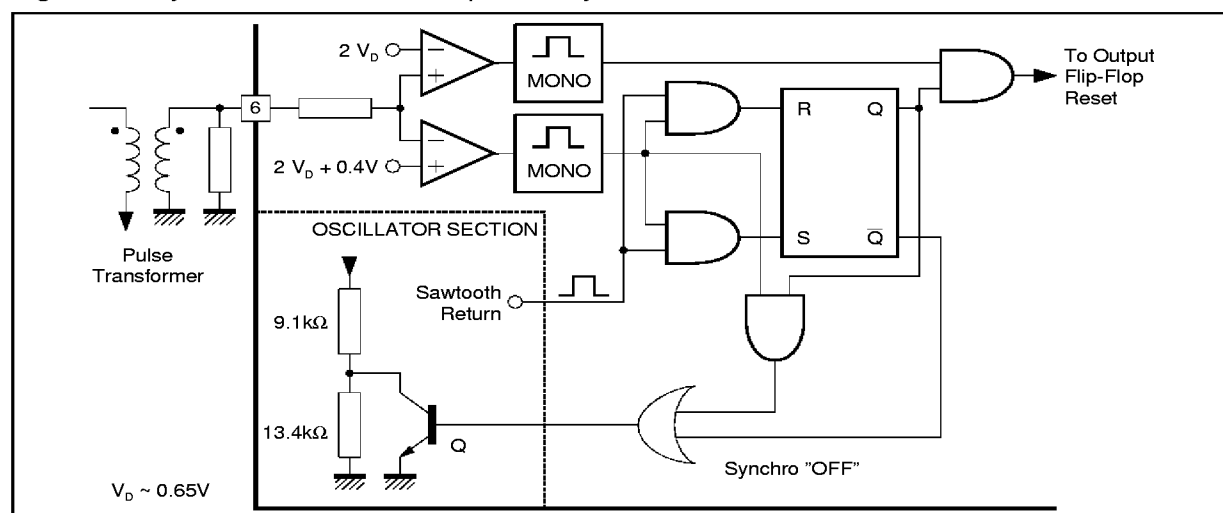 2 V_D
−
+
MONO
To Output
Flip-Flop
Reset
6
−
+
2 V_D + 0.4V
MONO
R
Q
S
Q̅
Pulse
Transformer
OSCILLATOR SECTION
Sawtooth
Return
9.1kΩ
13.4kΩ
Q
Synchro "OFF"
V_D ~ 0.65V